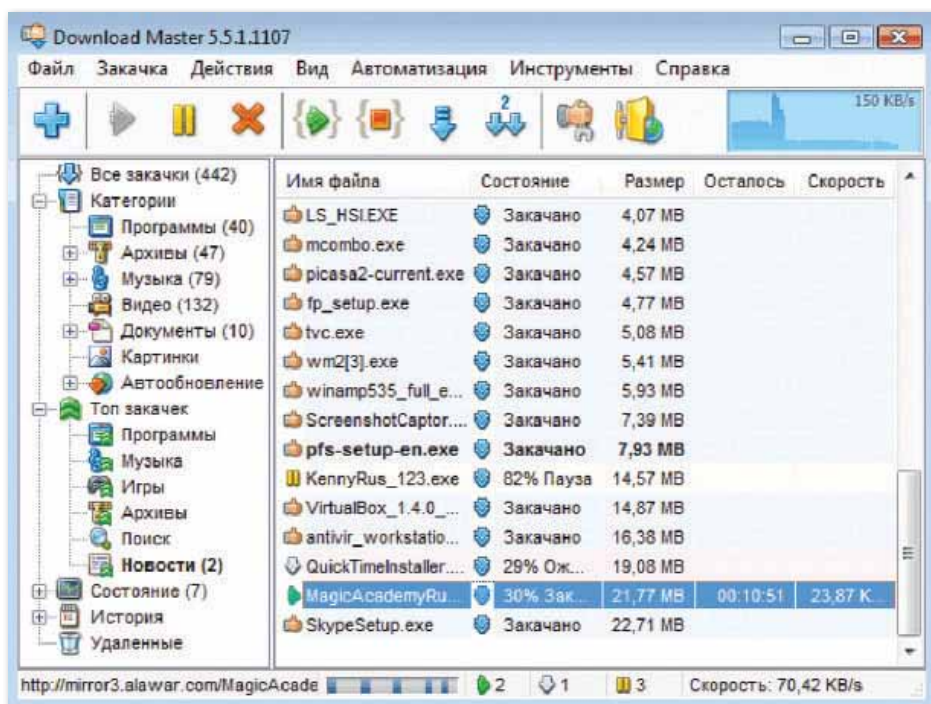 Download Master 5.5.1.1107
Файл Закачка Действия Вид Автоматизация Инструменты Справка
2
150 KB/s
Все закачки (442)
Категории
Программы (40)
Архивы (47)
Музыка (79)
Видео (132)
Документы (10)
Картинки
Автообновление
Топ закачек
Программы
Музыка
Игры
Архивы
Поиск
Новости (2)
Состояние (7)
История
Удаленные
Имя файла Состояние Размер Осталось Скорость
LS_HSI.EXE Закачано 4,07 MB
mcombo.exe Закачано 4,24 MB
picasa2-current.exe Закачано 4,57 MB
fp_setup.exe Закачано 4,77 MB
tvc.exe Закачано 5,08 MB
wm2[3].exe Закачано 5,41 MB
winamp535_full_e... Закачано 5,93 MB
ScreenshotCaptor.... Закачано 7,39 MB
pfs-setup-en.exe Закачано 7,93 MB
KennyRus_123.exe 82% Пауза 14,57 MB
VirtualBox_1.4.0_... Закачано 14,87 MB
antivir_workstatio... Закачано 16,38 MB
QuickTimeInstaller.... 29% Ож... 19,08 MB
MagicAcademyRu... 30% Зак... 21,77 MB 00:10:51 23,87 K...
SkypeSetup.exe Закачано 22,71 MB
http://mirror3.alawar.com/MagicAcade 2 1 3 Скорость: 70,42 KB/s